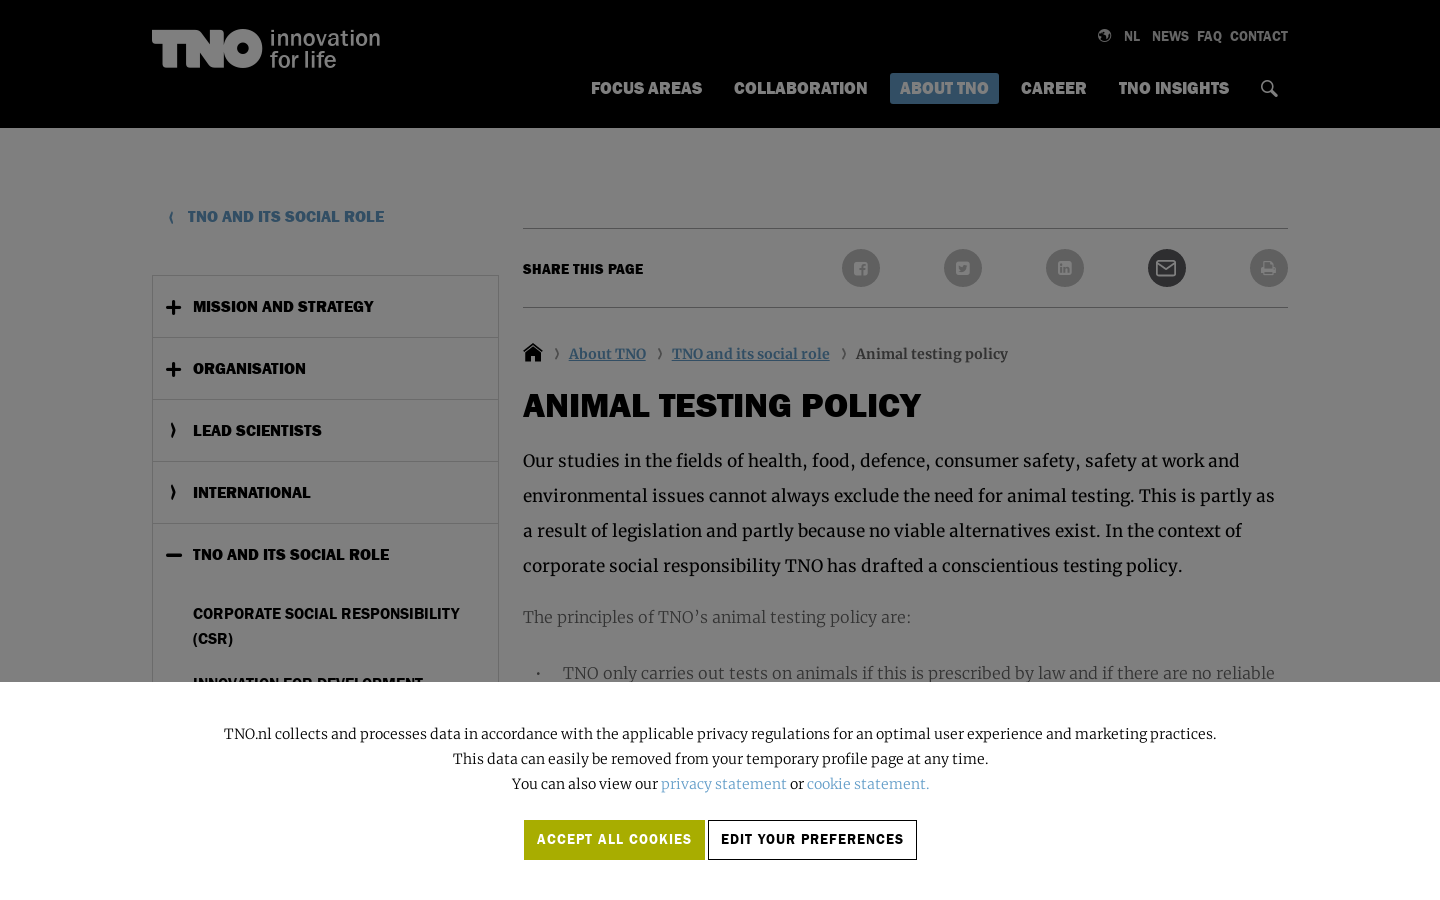 TNO innovation
for life
NL NEWS FAQ CONTACT
FOCUS AREAS COLLABORATION ABOUT TNO CAREER TNO INSIGHTS
TNO AND ITS SOCIAL ROLE
SHARE THIS PAGE
MISSION AND STRATEGY
ORGANISATION
LEAD SCIENTISTS
INTERNATIONAL
TNO AND ITS SOCIAL ROLE
CORPORATE SOCIAL RESPONSIBILITY
(CSR)
INNOVATION FOR DEVELOPMENT
About TNO TNO and its social role Animal testing policy
ANIMAL TESTING POLICY
Our studies in the fields of health, food, defence, consumer safety, safety at work and
environmental issues cannot always exclude the need for animal testing. This is partly as
a result of legislation and partly because no viable alternatives exist. In the context of
corporate social responsibility TNO has drafted a conscientious testing policy.
The principles of TNO’s animal testing policy are:
• TNO only carries out tests on animals if this is prescribed by law and if there are no reliable
TNO.nl collects and processes data in accordance with the applicable privacy regulations for an optimal user experience and marketing practices.
This data can easily be removed from your temporary profile page at any time.
You can also view our privacy statement or cookie statement.
ACCEPT ALL COOKIES EDIT YOUR PREFERENCES